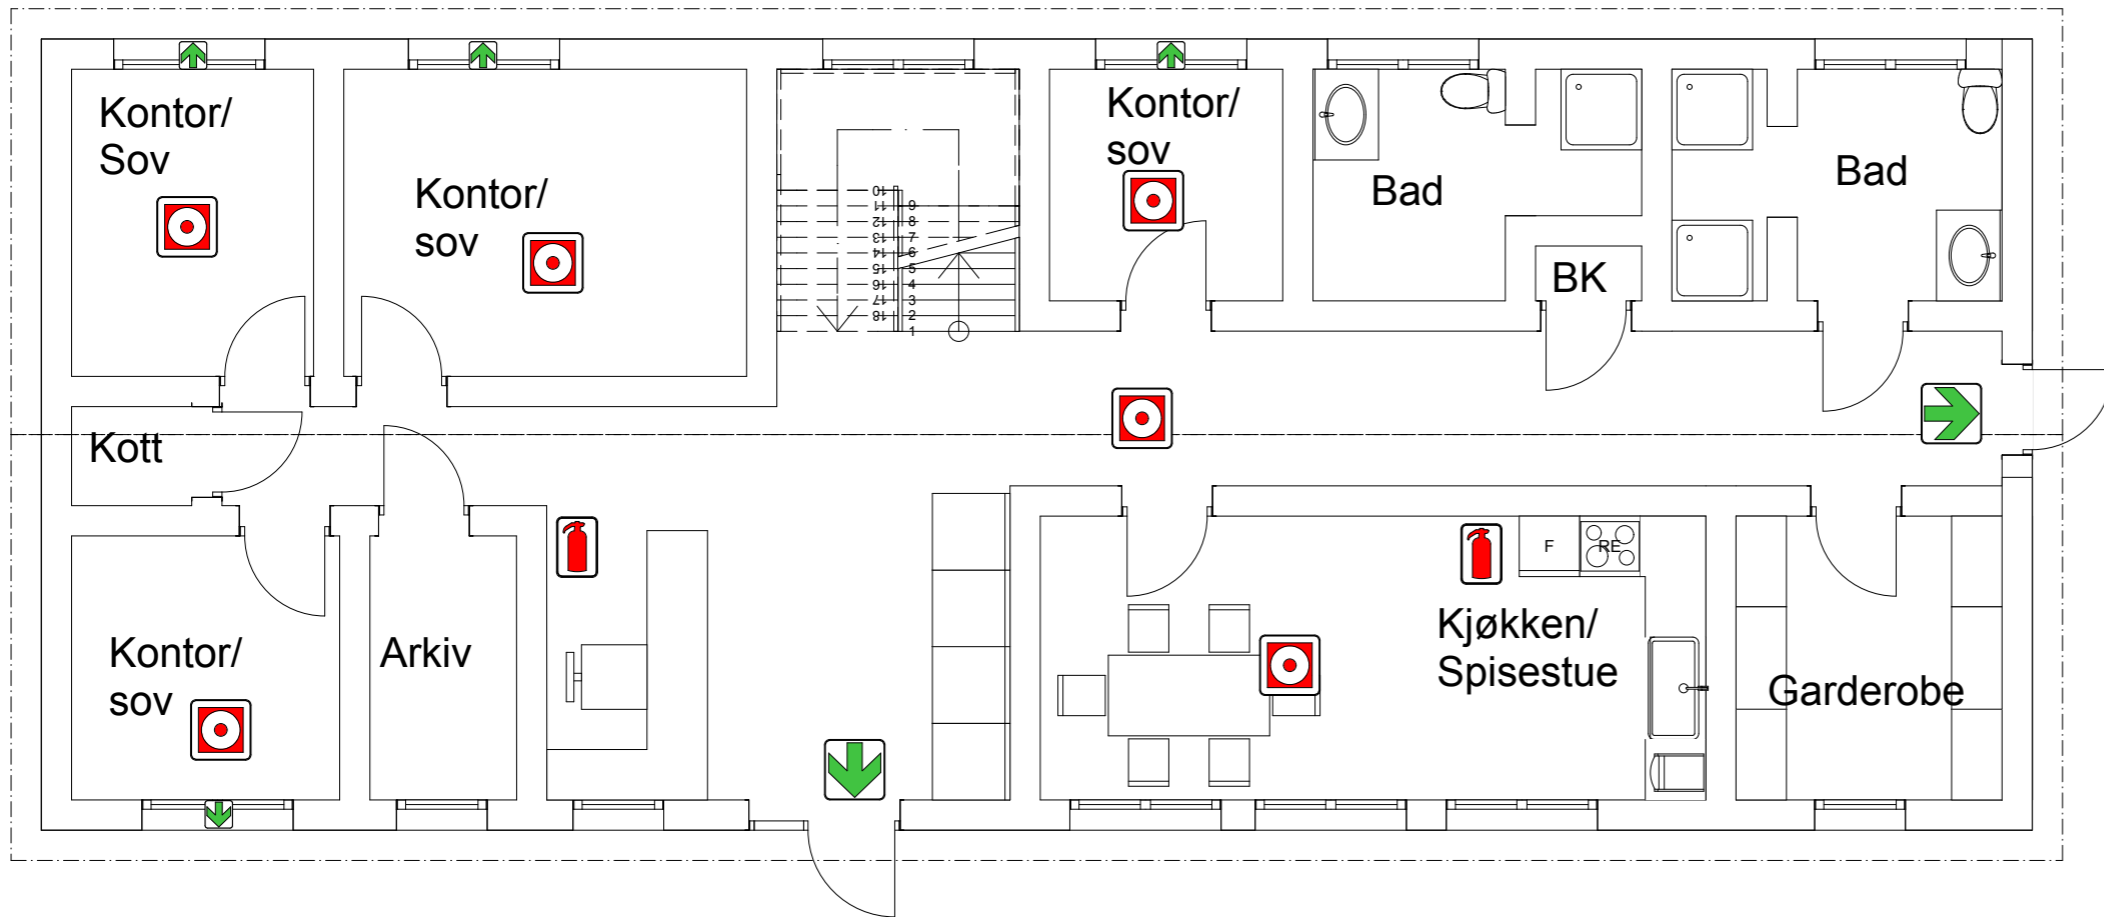 Kontor/
Sov
Kontor/
sov
Kontor/
sov
Bad
Bad
BK
10
11
12
13
14
15
16
17
18
9
8
7
6
5
4
3
2
1
Kott
Kontor/
sov
Arkiv
F
RE
Kjøkken/
Spisestue
Garderobe